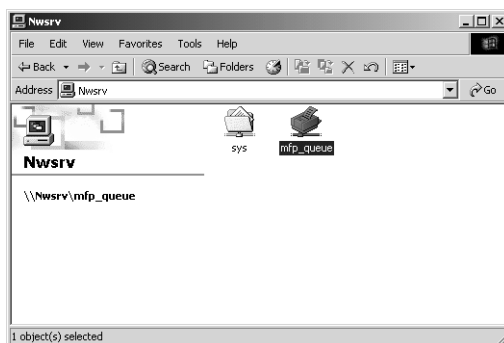 Nwsrv
File Edit View Favorites Tools Help
Back Search Folders
Address Nwsrv Go
sys mfp_queue
Nwsrv
\\Nwsrv\mfp_queue
1 object(s) selected